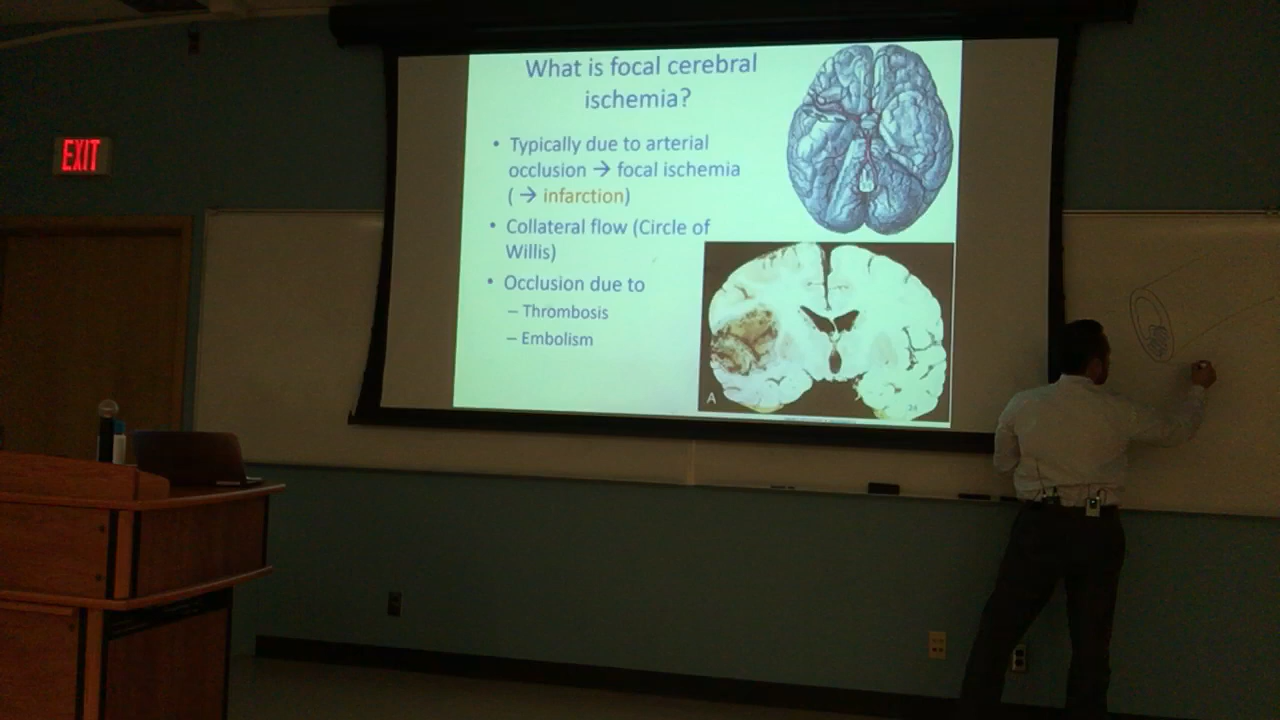 EXIT
What is focal cerebral
ischemia?
• Typically due to arterial
occlusion → focal ischemia
( → infarction)
• Collateral flow (Circle of
Willis)
• Occlusion due to
– Thrombosis
– Embolism
A
24